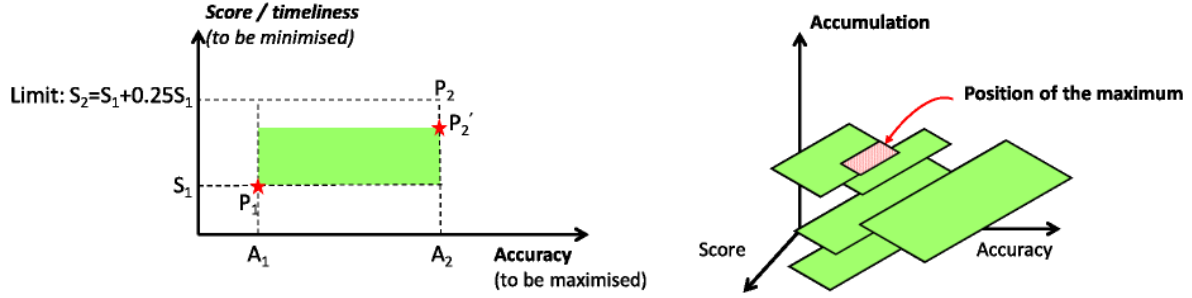 Score / timeliness
(to be minimised)
Limit: S₂=S₁+0.25S₁
P₂
P₂′
S₁
P₁
A₁
A₂
Accuracy
(to be maximised)
Accumulation
Position of the maximum
Score
Accuracy